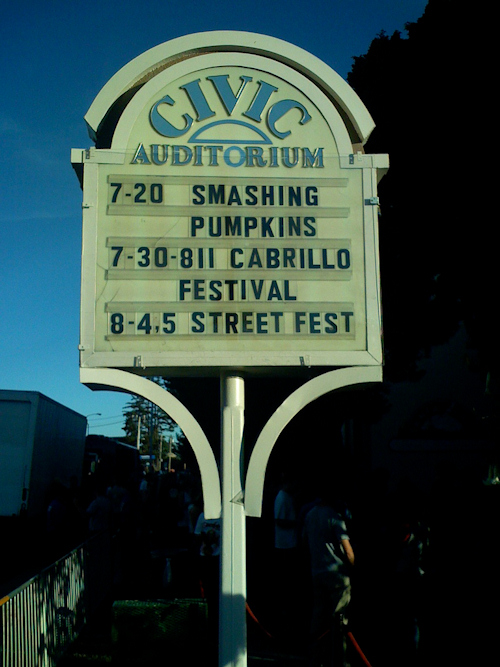 CIVIC
AUDITORIUM
7-20 SMASHING
PUMPKINS
7-30-811 CABRILLO
FESTIVAL
8-4,5 STREET FEST